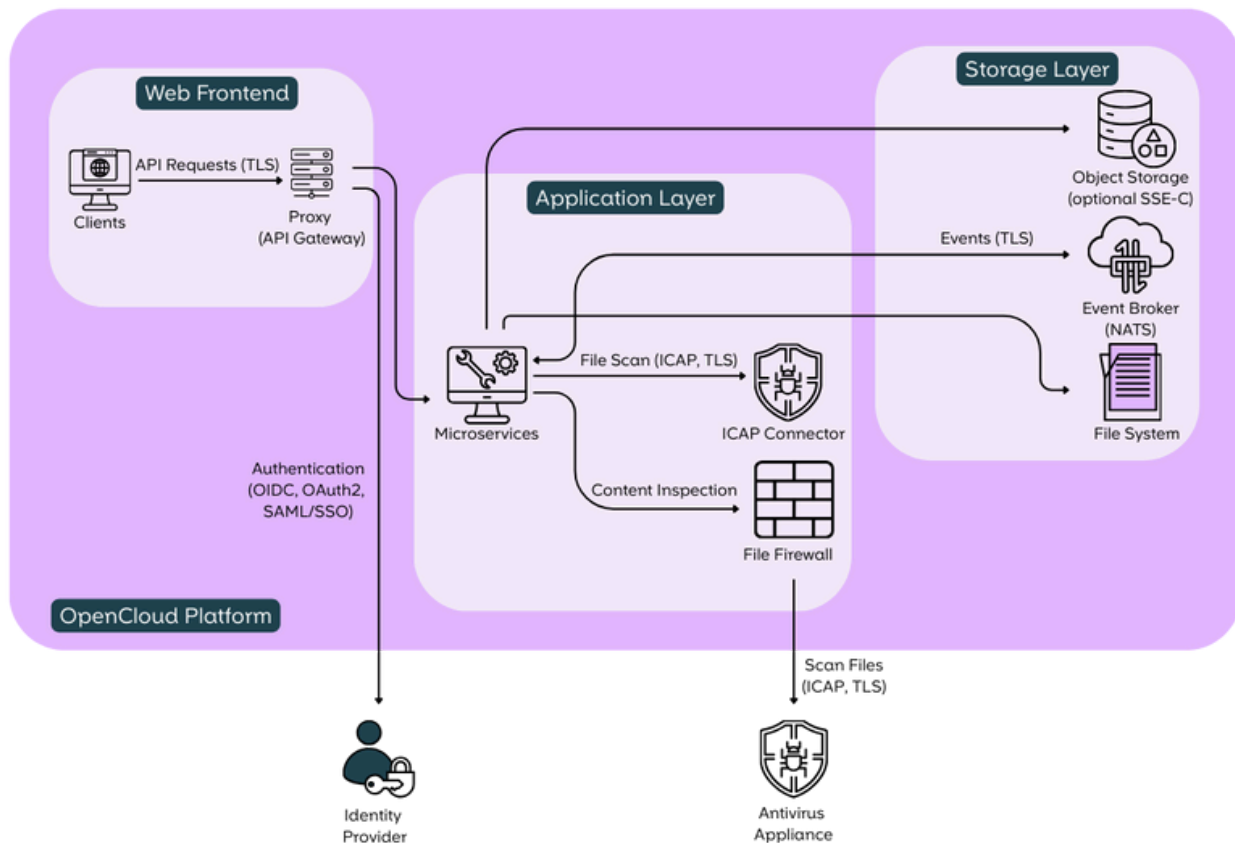 Web Frontend
API Requests (TLS)
Clients
Proxy
(API Gateway)
Storage Layer
Object Storage
(optional SSE-C)
Application Layer
Events (TLS)
Event Broker
(NATS)
File Scan (ICAP, TLS)
Microservices
ICAP Connector
File System
Authentication
(OIDC, OAuth2,
SAML/SSO)
Content Inspection
File Firewall
OpenCloud Platform
Scan Files
(ICAP, TLS)
Identity
Provider
Antivirus
Appliance